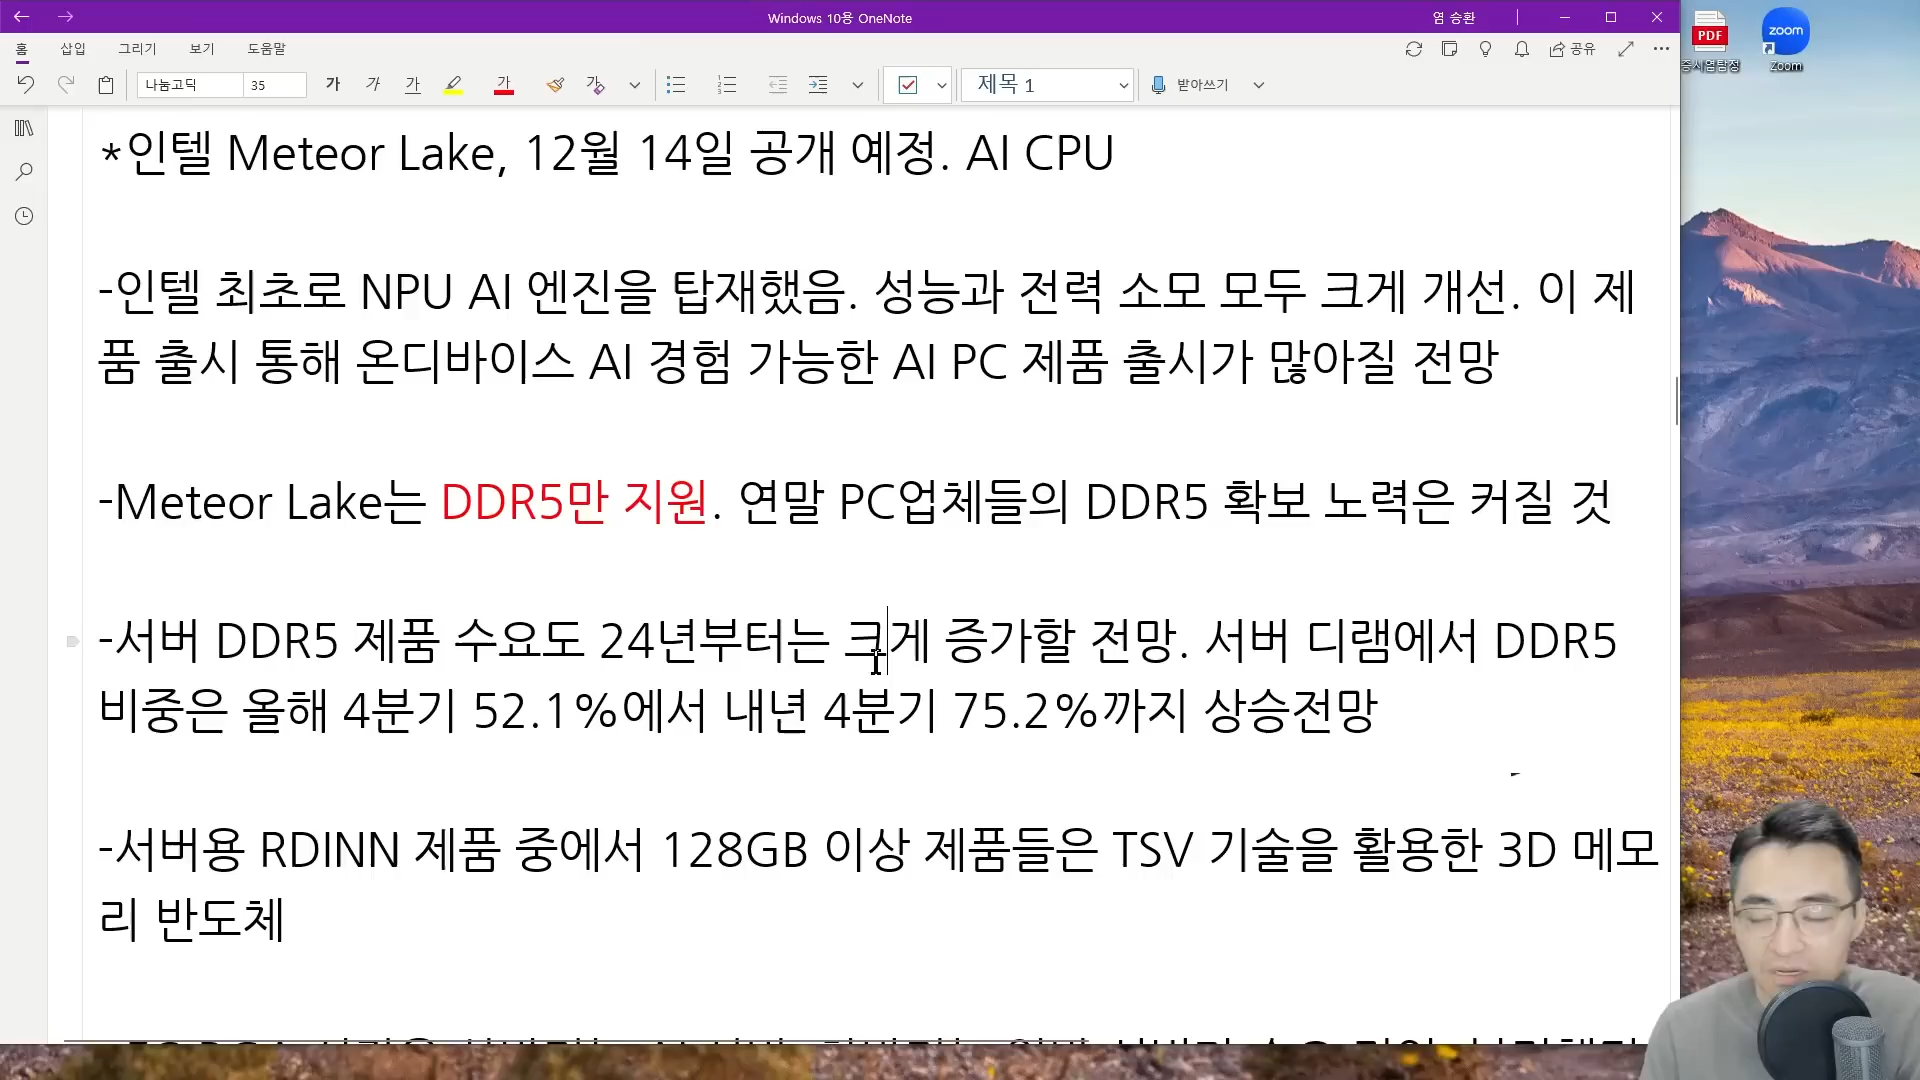 Windows 10용 OneNote
염 승환
홈 삽입 그리기 보기 도움말
공유
나눔고딕 35 가 가 가 가 제목 1 받아쓰기
PDF
zoom
Zoom
*인텔 Meteor Lake, 12월 14일 공개 예정. AI CPU
-인텔 최초로 NPU AI 엔진을 탑재했음. 성능과 전력 소모 모두 크게 개선. 이 제
품 출시 통해 온디바이스 AI 경험 가능한 AI PC 제품 출시가 많아질 전망
-Meteor Lake는 DDR5만 지원. 연말 PC업체들의 DDR5 확보 노력은 커질 것
-서버 DDR5 제품 수요도 24년부터는 크게 증가할 전망. 서버 디램에서 DDR5
비중은 올해 4분기 52.1%에서 내년 4분기 75.2%까지 상승전망
-서버용 RDINN 제품 중에서 128GB 이상 제품들은 TSV 기술을 활용한 3D 메모
리 반도체